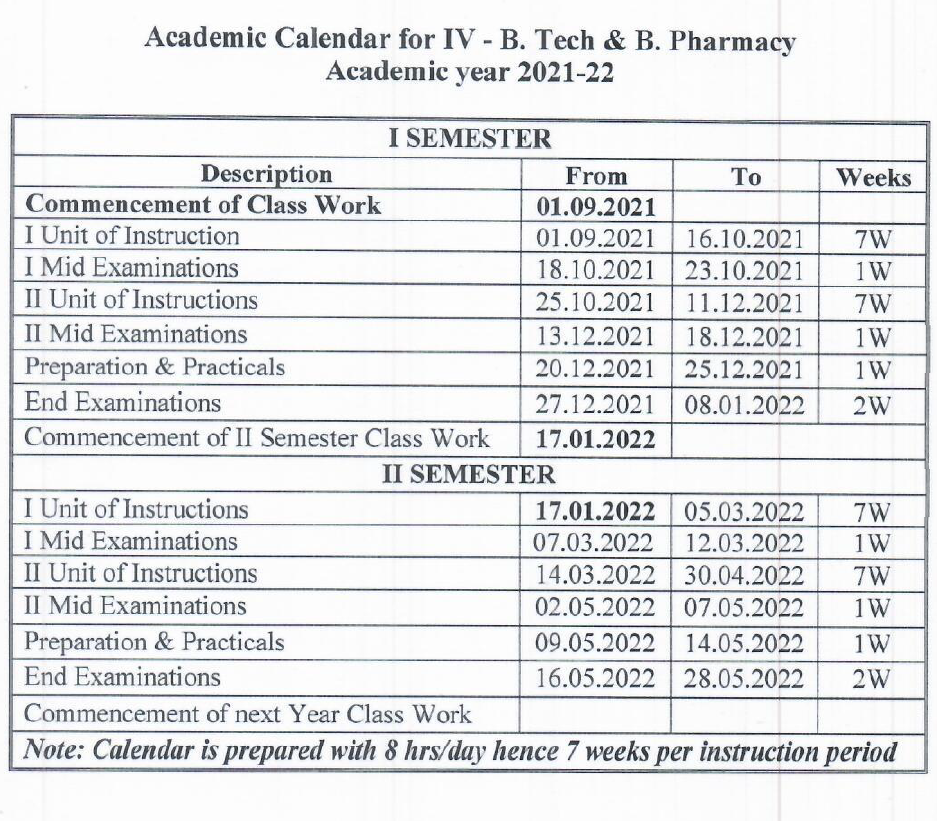 Academic Calendar for IV - B. Tech & B. Pharmacy
Academic year 2021-22
I SEMESTER
Description From To Weeks
Commencement of Class Work 01.09.2021
I Unit of Instruction 01.09.2021 16.10.2021 7W
I Mid Examinations 18.10.2021 23.10.2021 1W
II Unit of Instructions 25.10.2021 11.12.2021 7W
II Mid Examinations 13.12.2021 18.12.2021 1W
Preparation & Practicals 20.12.2021 25.12.2021 1W
End Examinations 27.12.2021 08.01.2022 2W
Commencement of II Semester Class Work 17.01.2022
II SEMESTER
I Unit of Instructions 17.01.2022 05.03.2022 7W
I Mid Examinations 07.03.2022 12.03.2022 1W
II Unit of Instructions 14.03.2022 30.04.2022 7W
II Mid Examinations 02.05.2022 07.05.2022 1W
Preparation & Practicals 09.05.2022 14.05.2022 1W
End Examinations 16.05.2022 28.05.2022 2W
Commencement of next Year Class Work
Note: Calendar is prepared with 8 hrs/day hence 7 weeks per instruction period